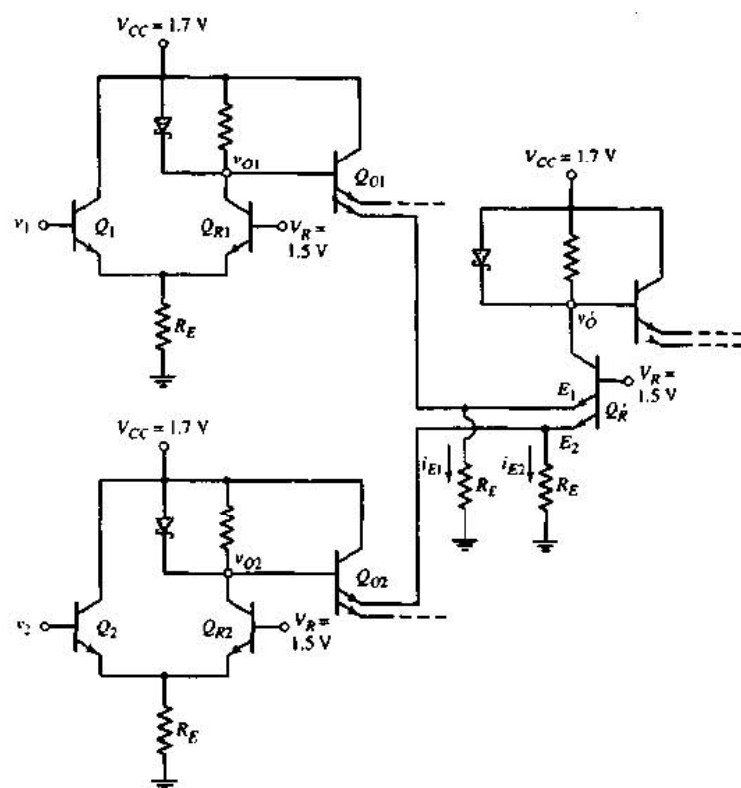 V_CC = 1.7 V
v_O1
Q_O1
v_1
Q_1
Q_R1
V_R = 1.5 V
R_E
V_CC = 1.7 V
v_O'
E_1
V_R = 1.5 V
Q_R'
E_2
i_E1
R_E
i_E2
R_E
V_CC = 1.7 V
v_O2
Q_O2
v_2
Q_2
Q_R2
V_R = 1.5 V
R_E